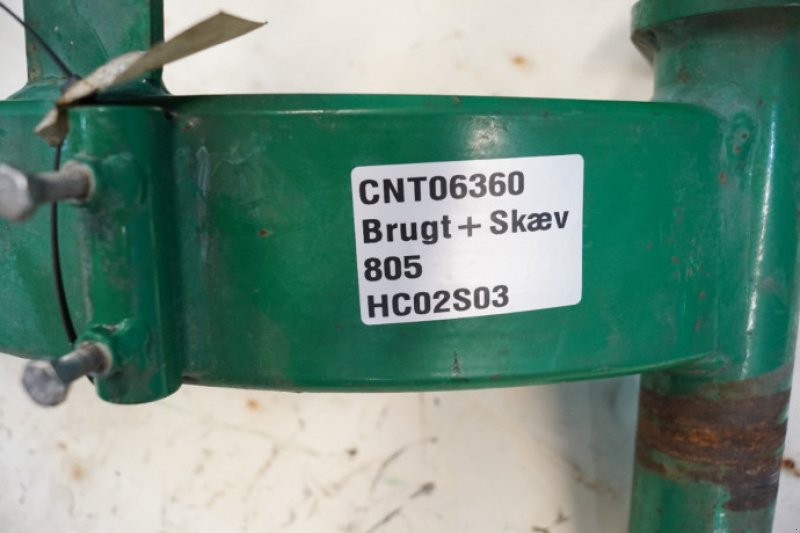 CNT06360
Brugt + Skæv
805
HC02S03